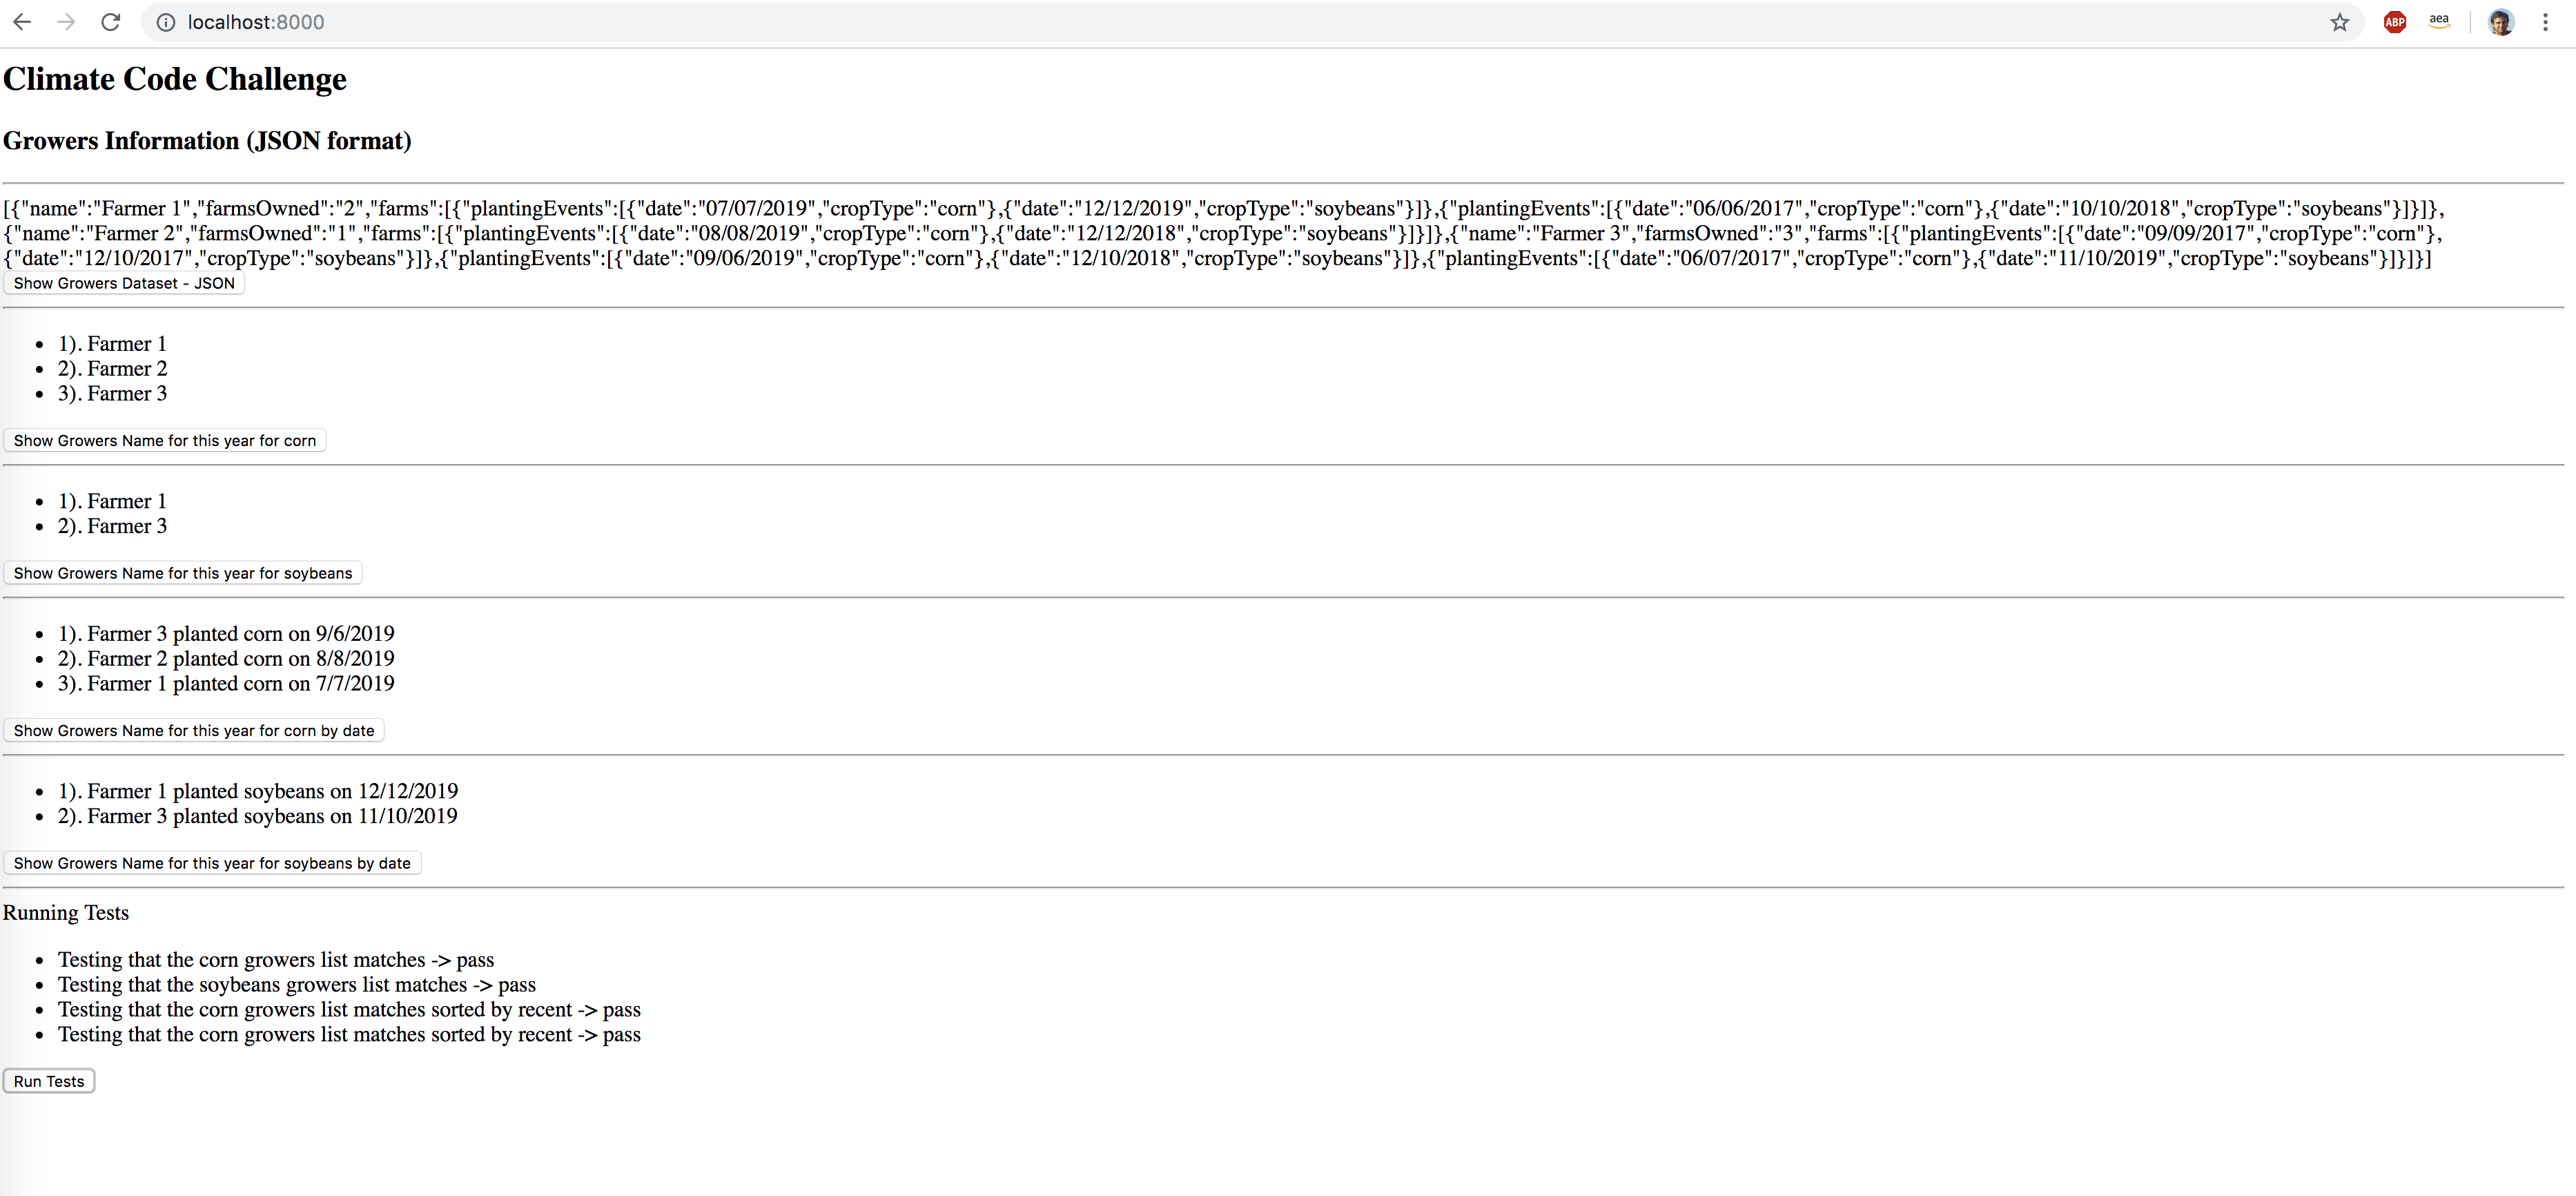 localhost:8000
ABP
aea
Climate Code Challenge
Growers Information (JSON format)
[{"name":"Farmer 1","farmsOwned":"2","farms":[{"plantingEvents":[{"date":"07/07/2019","cropType":"corn"},{"date":"12/12/2019","cropType":"soybeans"}]},{"plantingEvents":[{"date":"06/06/2017","cropType":"corn"},{"date":"10/10/2018","cropType":"soybeans"}]}]},
{"name":"Farmer 2","farmsOwned":"1","farms":[{"plantingEvents":[{"date":"08/08/2019","cropType":"corn"},{"date":"12/12/2018","cropType":"soybeans"}]}]},{"name":"Farmer 3","farmsOwned":"3","farms":[{"plantingEvents":[{"date":"09/09/2017","cropType":"corn"},
{"date":"12/10/2017","cropType":"soybeans"}]},{"plantingEvents":[{"date":"09/06/2019","cropType":"corn"},{"date":"12/10/2018","cropType":"soybeans"}]},{"plantingEvents":[{"date":"06/07/2017","cropType":"corn"},{"date":"11/10/2019","cropType":"soybeans"}]}]}]
Show Growers Dataset - JSON
• 1). Farmer 1
• 2). Farmer 2
• 3). Farmer 3
Show Growers Name for this year for corn
• 1). Farmer 1
• 2). Farmer 3
Show Growers Name for this year for soybeans
• 1). Farmer 3 planted corn on 9/6/2019
• 2). Farmer 2 planted corn on 8/8/2019
• 3). Farmer 1 planted corn on 7/7/2019
Show Growers Name for this year for corn by date
• 1). Farmer 1 planted soybeans on 12/12/2019
• 2). Farmer 3 planted soybeans on 11/10/2019
Show Growers Name for this year for soybeans by date
Running Tests
• Testing that the corn growers list matches -> pass
• Testing that the soybeans growers list matches -> pass
• Testing that the corn growers list matches sorted by recent -> pass
• Testing that the corn growers list matches sorted by recent -> pass
Run Tests